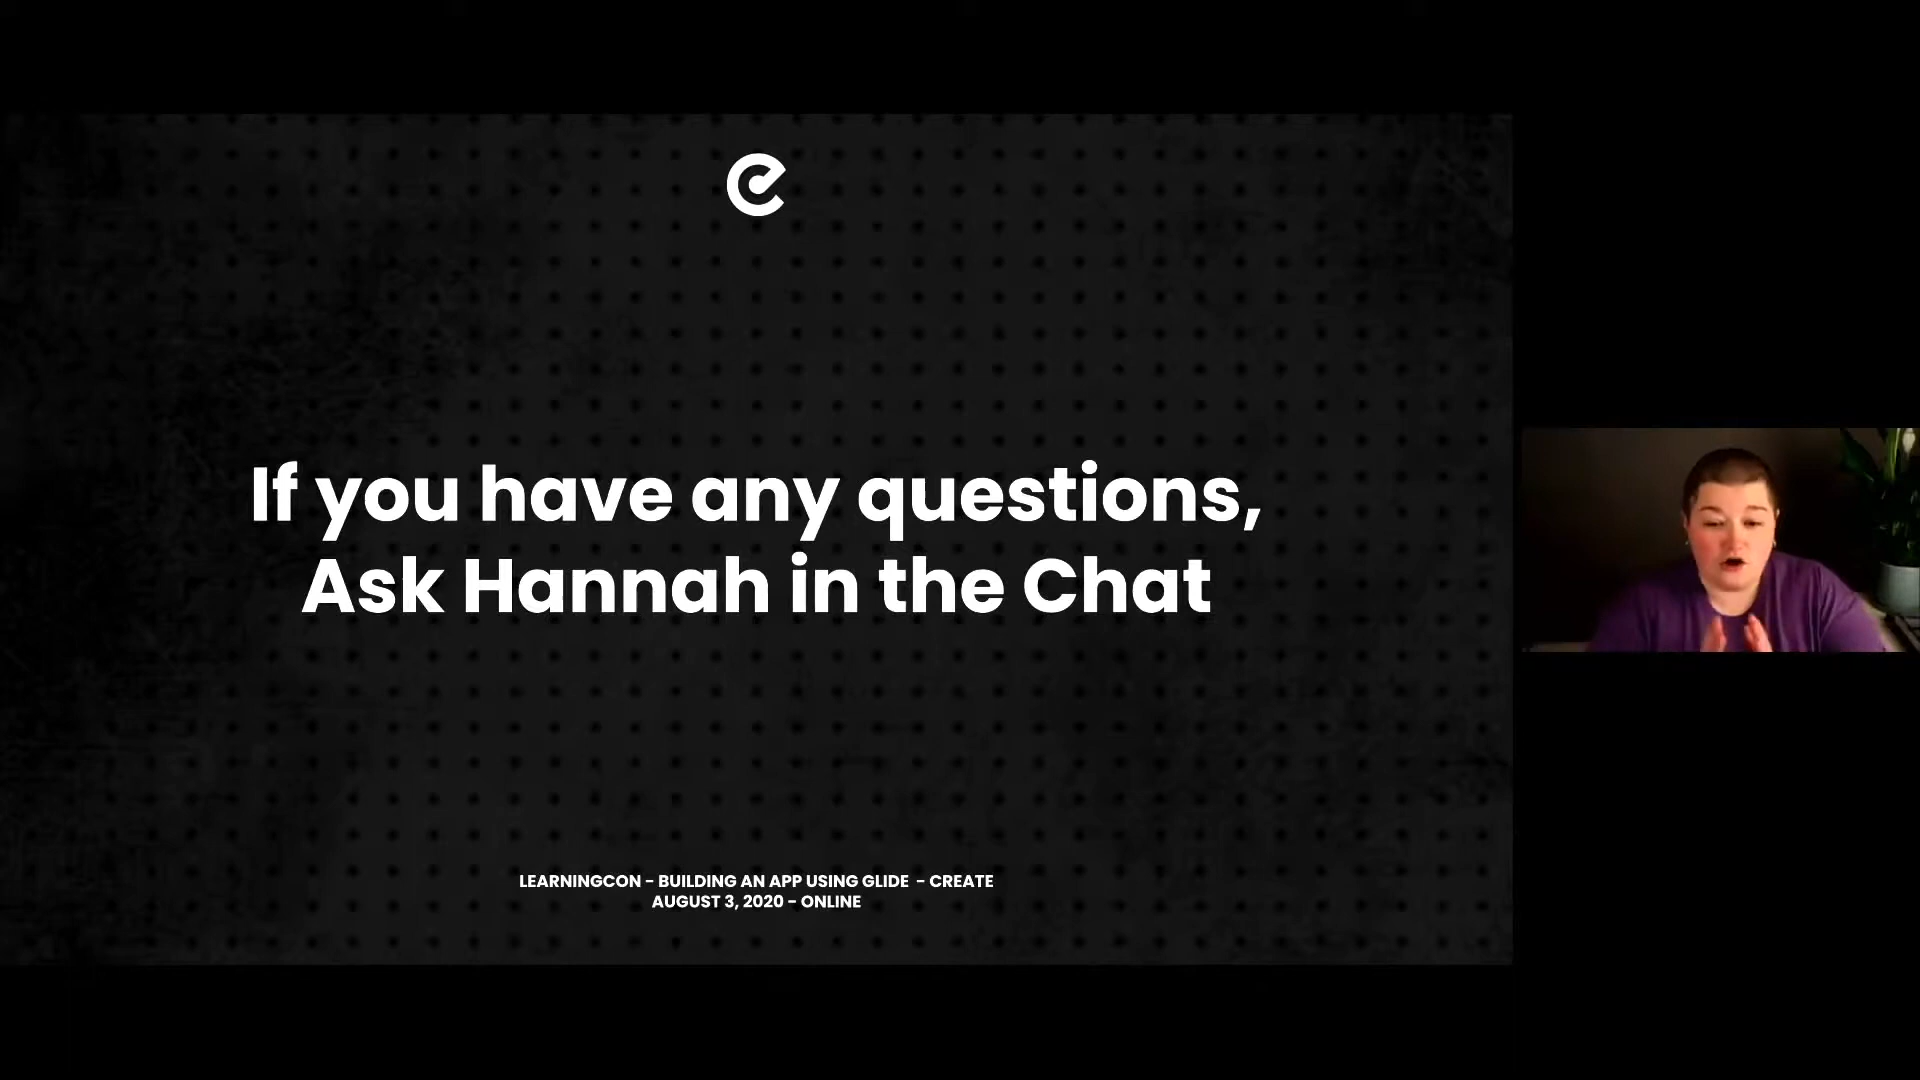 If you have any questions,
Ask Hannah in the Chat
LEARNINGCON - BUILDING AN APP USING GLIDE - CREATE
AUGUST 3, 2020 - ONLINE